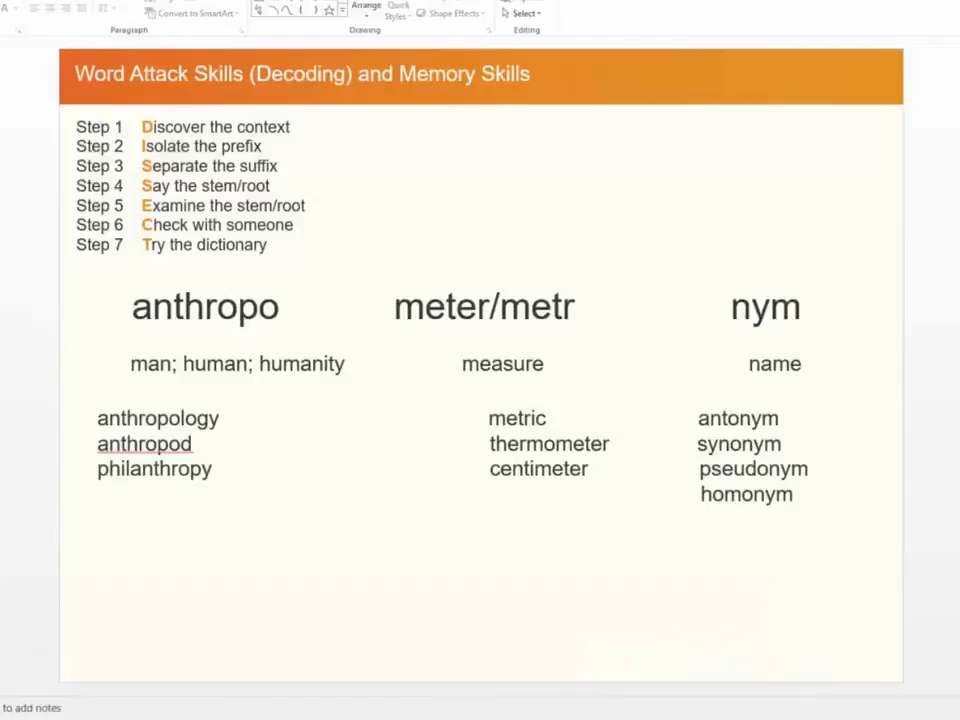 A
Convert to SmartArt
Arrange
Quick
Styles
Shape Effects
Select
Paragraph
Drawing
Editing
Word Attack Skills (Decoding) and Memory Skills
Step 1 Discover the context
Step 2 Isolate the prefix
Step 3 Separate the suffix
Step 4 Say the stem/root
Step 5 Examine the stem/root
Step 6 Check with someone
Step 7 Try the dictionary
anthropo meter/metr nym
man; human; humanity measure name
anthropology metric antonym
anthropod thermometer synonym
philanthropy centimeter pseudonym
homonym
to add notes